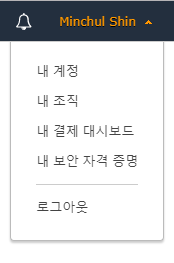 Minchul Shin
내 계정
내 조직
내 결제 대시보드
내 보안 자격 증명
로그아웃